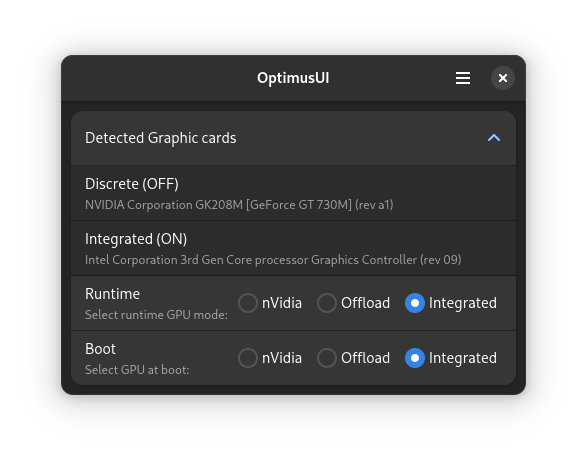 OptimusUI
Detected Graphic cards
Discrete (OFF)
NVIDIA Corporation GK208M [GeForce GT 730M] (rev a1)
Integrated (ON)
Intel Corporation 3rd Gen Core processor Graphics Controller (rev 09)
Runtime
Select runtime GPU mode:
nVidia Offload Integrated
Boot
Select GPU at boot:
nVidia Offload Integrated